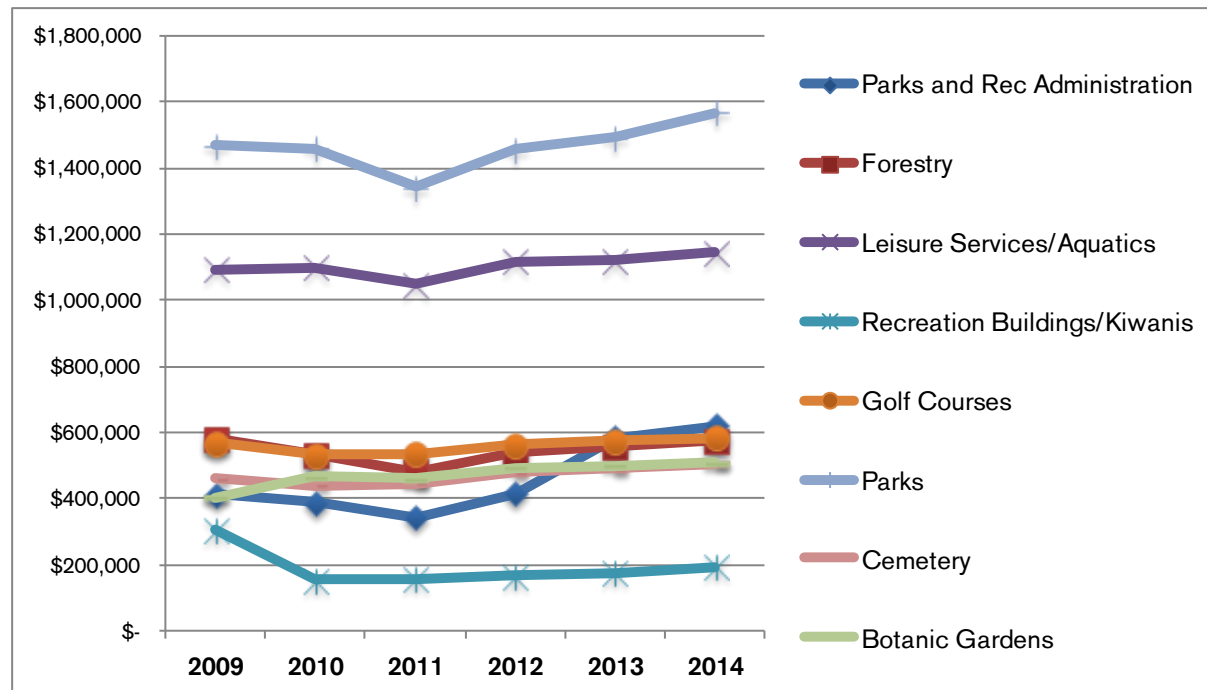 $1,800,000
$1,600,000
$1,400,000
$1,200,000
$1,000,000
$800,000
$600,000
$400,000
$200,000
$-
2009 2010 2011 2012 2013 2014
Parks and Rec Administration
Forestry
Leisure Services/Aquatics
Recreation Buildings/Kiwanis
Golf Courses
Parks
Cemetery
Botanic Gardens